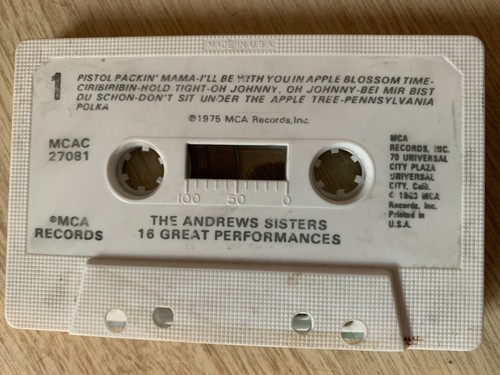 MADE IN U.S.A.
1
PISTOL PACKIN' MAMA-I'LL BE WITH YOU IN APPLE BLOSSOM TIME-
CIRIBIRIBIN-HOLD TIGHT-OH JOHNNY, OH JOHNNY-BEI MIR BIST
DU SCHON-DON'T SIT UNDER THE APPLE TREE-PENNSYLVANIA
POLKA
℗1975 MCA Records, Inc.
MCAC
27081
100 50 0
MCA
RECORDS, INC.
70 UNIVERSAL
CITY PLAZA
UNIVERSAL
CITY, Calif.
© 1983 MCA
Records, Inc.
Printed in
U.S.A.
®MCA
RECORDS
THE ANDREWS SISTERS
16 GREAT PERFORMANCES